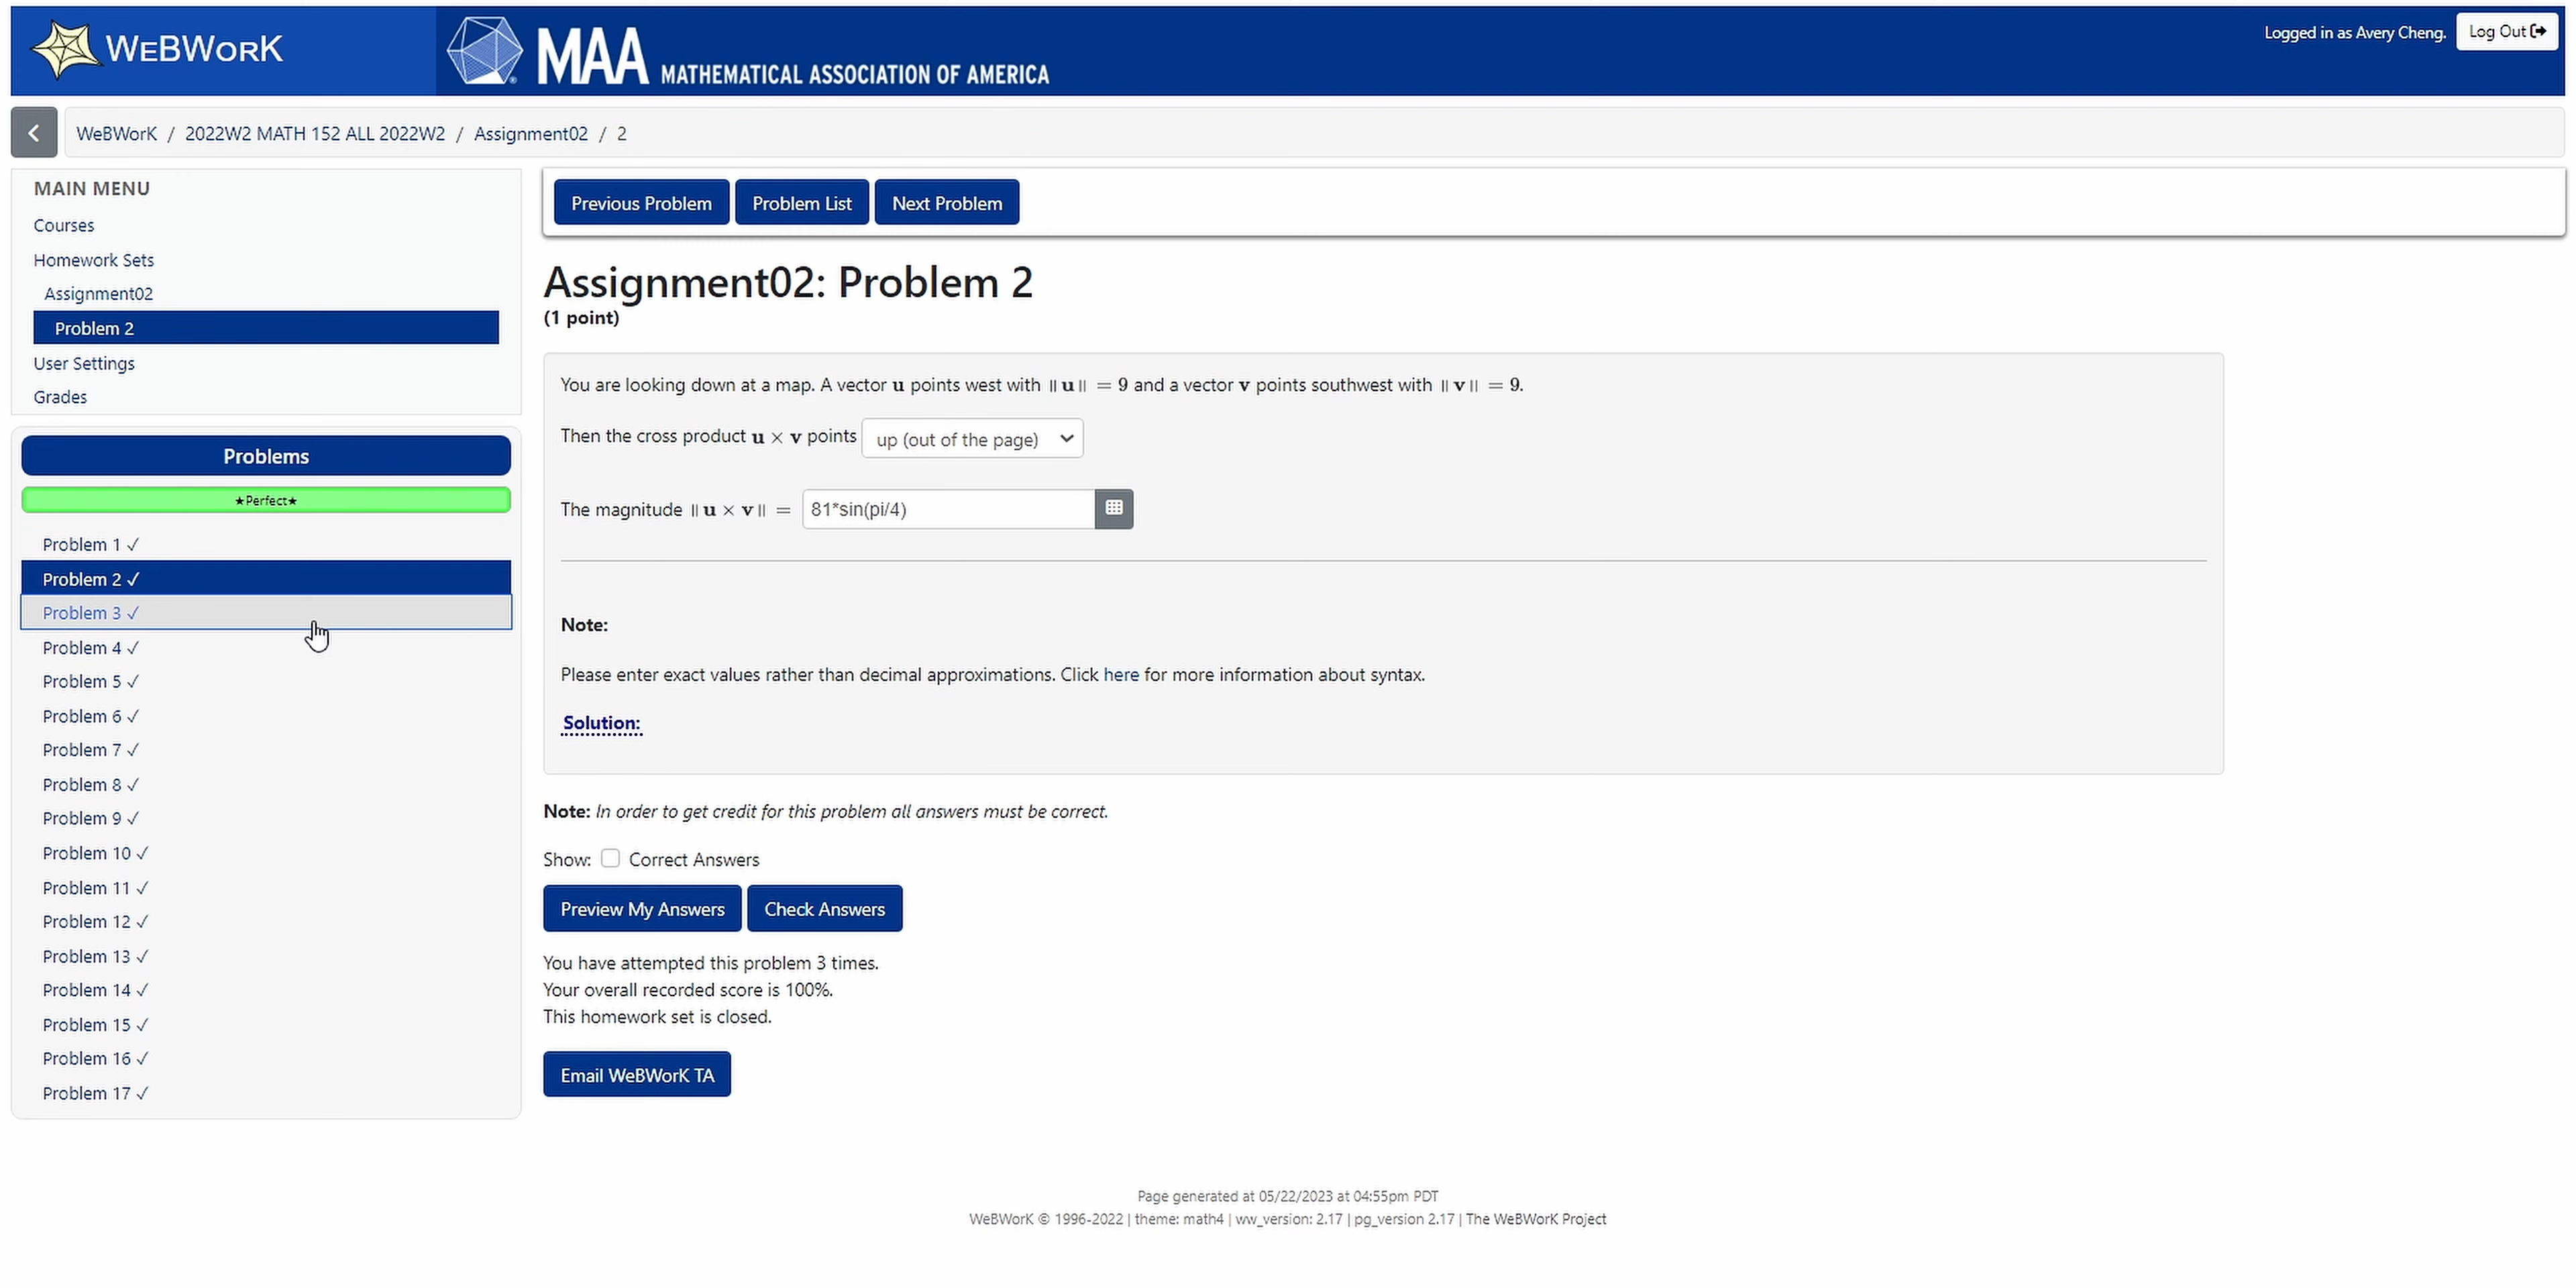 WeBWorK
MAA MATHEMATICAL ASSOCIATION OF AMERICA
Logged in as Avery Cheng.
Log Out
WeBWorK / 2022W2 MATH 152 ALL 2022W2 / Assignment02 / 2
MAIN MENU
Courses
Homework Sets
Assignment02
Problem 2
User Settings
Grades
Problems
★Perfect★
Problem 1 ✓
Problem 2 ✓
Problem 3 ✓
Problem 4 ✓
Problem 5 ✓
Problem 6 ✓
Problem 7 ✓
Problem 8 ✓
Problem 9 ✓
Problem 10 ✓
Problem 11 ✓
Problem 12 ✓
Problem 13 ✓
Problem 14 ✓
Problem 15 ✓
Problem 16 ✓
Problem 17 ✓
Previous Problem
Problem List
Next Problem
Assignment02: Problem 2
(1 point)
You are looking down at a map. A vector u points west with ‖u‖ = 9 and a vector v points southwest with ‖v‖ = 9.
Then the cross product u × v points up (out of the page)
The magnitude ‖u × v‖ = 81*sin(pi/4)
Note:
Please enter exact values rather than decimal approximations. Click here for more information about syntax.
Solution:
Note: In order to get credit for this problem all answers must be correct.
Show: Correct Answers
Preview My Answers
Check Answers
You have attempted this problem 3 times.
Your overall recorded score is 100%.
This homework set is closed.
Email WeBWorK TA
Page generated at 05/22/2023 at 04:55pm PDT
WeBWorK © 1996-2022 | theme: math4 | ww_version: 2.17 | pg_version 2.17 | The WeBWorK Project